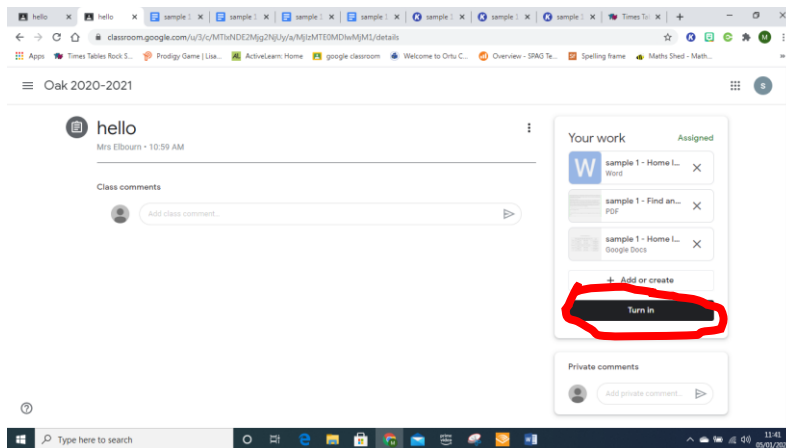 hello
hello
sample 1
sample 1
sample 1
sample 1
sample 1
sample 1
sample 1
Times Ta
classroom.google.com/u/3/c/MTIxNDE2Mjg2NjUy/a/MjIzMTE0MDIwMjM1/details
Apps
Times Tables Rock S...
Prodigy Game | Lisa...
ActiveLearn: Home
google classroom
Welcome to Ortu C...
Overview - SPAG Te...
Spelling frame
Maths Shed - Math...
Oak 2020-2021
S
hello
Mrs Elbourn • 10:59 AM
Class comments
Add class comment...
Your work
Assigned
sample 1 - Home l...
Word
sample 1 - Find an...
PDF
sample 1 - Home l...
Google Docs
+ Add or create
Turn in
Private comments
Add private comment...
Type here to search
11:41
05/01/202